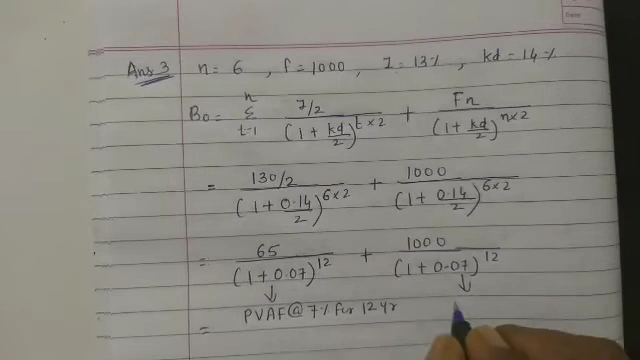 Ans 3 n = 6 , f = 1000 , I = 13% , kd = 14%
B0 = n Σ t=1 I/2 / (1 + kd/2)^t×2 + Fn / (1 + kd/2)^n×2
= 130/2 / (1 + 0.14/2)^6×2 + 1000 / (1 + 0.14/2)^6×2
= 65 / (1 + 0.07)^12 + 1000 / (1 + 0.07)^12
↓ ↓
= PVAF@ 7% for 12 yr
Date: